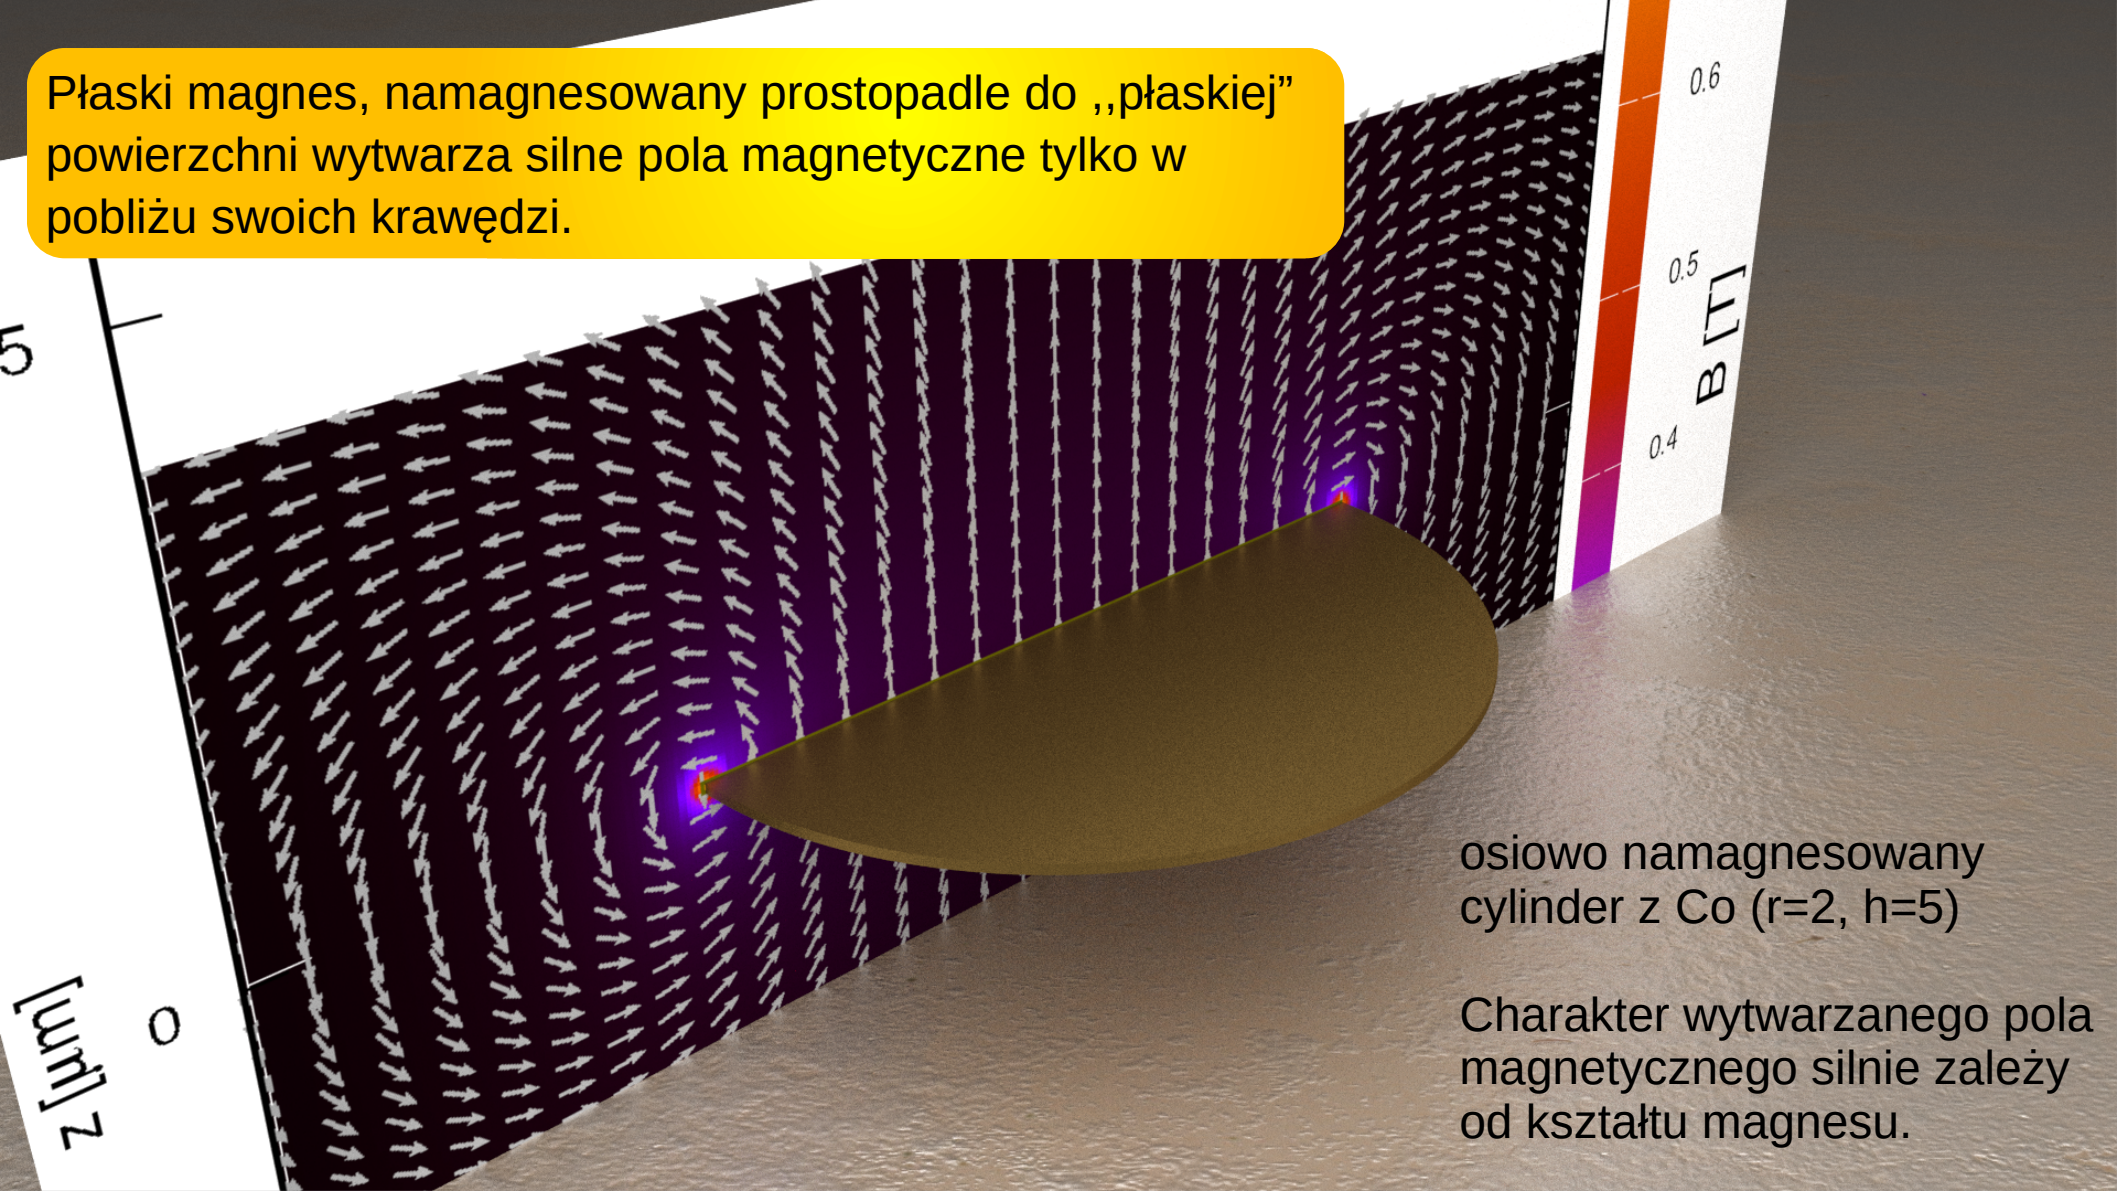 Płaski magnes, namagnesowany prostopadle do ,,płaskiej”
powierzchni wytwarza silne pola magnetyczne tylko w
pobliżu swoich krawędzi.
0.6
0.5
0.4
B [T]
5
0
z [µm]
osiowo namagnesowany
cylinder z Co (r=2, h=5)
Charakter wytwarzanego pola
magnetycznego silnie zależy
od kształtu magnesu.